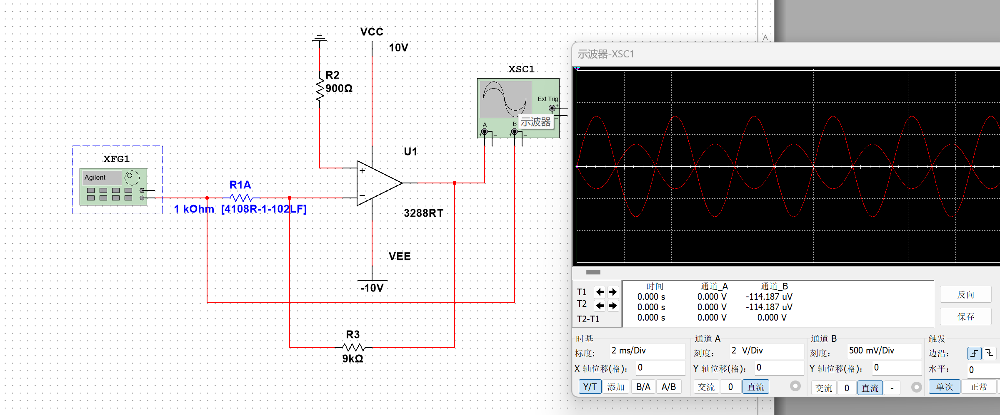 VCC
10V
A
示波器-XSC1
XSC1
R2
900Ω
Ext Trig
+
−
A
B
示波器
+ −
+ −
U1
XFG1
Agilent
+
−
R1A
1 kOhm [4108R-1-102LF]
3288RT
VEE
-10V
R3
9kΩ
时间 通道_A 通道_B
T1 0.000 s 0.000 V -114.187 uV
T2 0.000 s 0.000 V -114.187 uV
T2-T1 0.000 s 0.000 V 0.000 V
反向
保存
时基 通道 A 通道 B 触发
标度: 2 ms/Div 刻度: 2 V/Div 刻度: 500 mV/Div 边沿:
X 轴位移(格): 0 Y 轴位移(格): 0 Y 轴位移(格): 0 水平: 0
Y/T 添加 B/A A/B 交流 0 直流 交流 0 直流 - 单次 正常